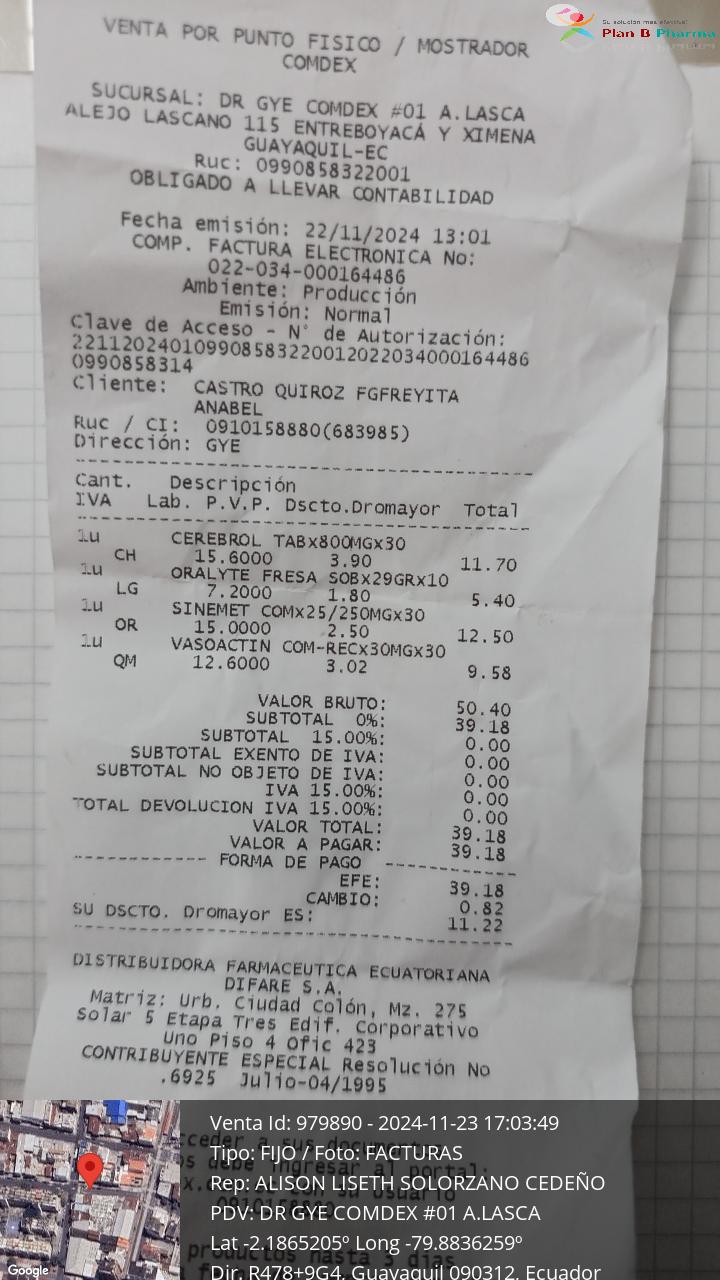 Su solución más efectiva!
Plan B Pharma
VENTA POR PUNTO FISICO / MOSTRADOR
COMDEX
SUCURSAL: DR GYE COMDEX #01 A.LASCA
ALEJO LASCANO 115 ENTREBOYACÁ Y XIMENA
GUAYAQUIL-EC
Ruc: 0990858322001
OBLIGADO A LLEVAR CONTABILIDAD
Fecha emisión: 22/11/2024 13:01
COMP. FACTURA ELECTRONICA No:
022-034-000164486
Ambiente: Producción
Emisión: Normal
Clave de Acceso - N° de Autorización:
221120240109908583220012022034000164486
0990858314
Cliente: CASTRO QUIROZ FGFREYITA
ANABEL
Ruc / CI: 0910158880(683985)
Dirección: GYE
Cant. Descripción
IVA Lab. P.V.P. Dscto.Dromayor Total
1u CEREBROL TABx800MGx30
CH 15.6000 3.90 11.70
1u ORALYTE FRESA SOBx29GRx10
LG 7.2000 1.80 5.40
1u SINEMET COMx25/250MGx30
OR 15.0000 2.50 12.50
1u VASOACTIN COM-RECx30MGx30
QM 12.6000 3.02 9.58
VALOR BRUTO: 50.40
SUBTOTAL 0%: 39.18
SUBTOTAL 15.00%: 0.00
SUBTOTAL EXENTO DE IVA: 0.00
SUBTOTAL NO OBJETO DE IVA: 0.00
IVA 15.00%: 0.00
TOTAL DEVOLUCION IVA 15.00%: 0.00
VALOR TOTAL: 39.18
VALOR A PAGAR: 39.18
---------- FORMA DE PAGO ----------
EFE: 39.18
CAMBIO: 0.82
SU DSCTO. Dromayor ES: 11.22
DISTRIBUIDORA FARMACEUTICA ECUATORIANA
DIFARE S.A.
Matriz: Urb. Ciudad Colón, Mz. 275
Solar 5 Etapa Tres Edif. Corporativo
Uno Piso 4 Ofic 423
CONTRIBUYENTE ESPECIAL Resolución No
.6925 Julio-04/1995
Venta Id: 979890 - 2024-11-23 17:03:49
Tipo: FIJO / Foto: FACTURAS
Rep: ALISON LISETH SOLORZANO CEDEÑO
PDV: DR GYE COMDEX #01 A.LASCA
Lat -2.1865205º Long -79.8836259º
Dir. R478+9G4, Guayaquil 090312, Ecuador
Google